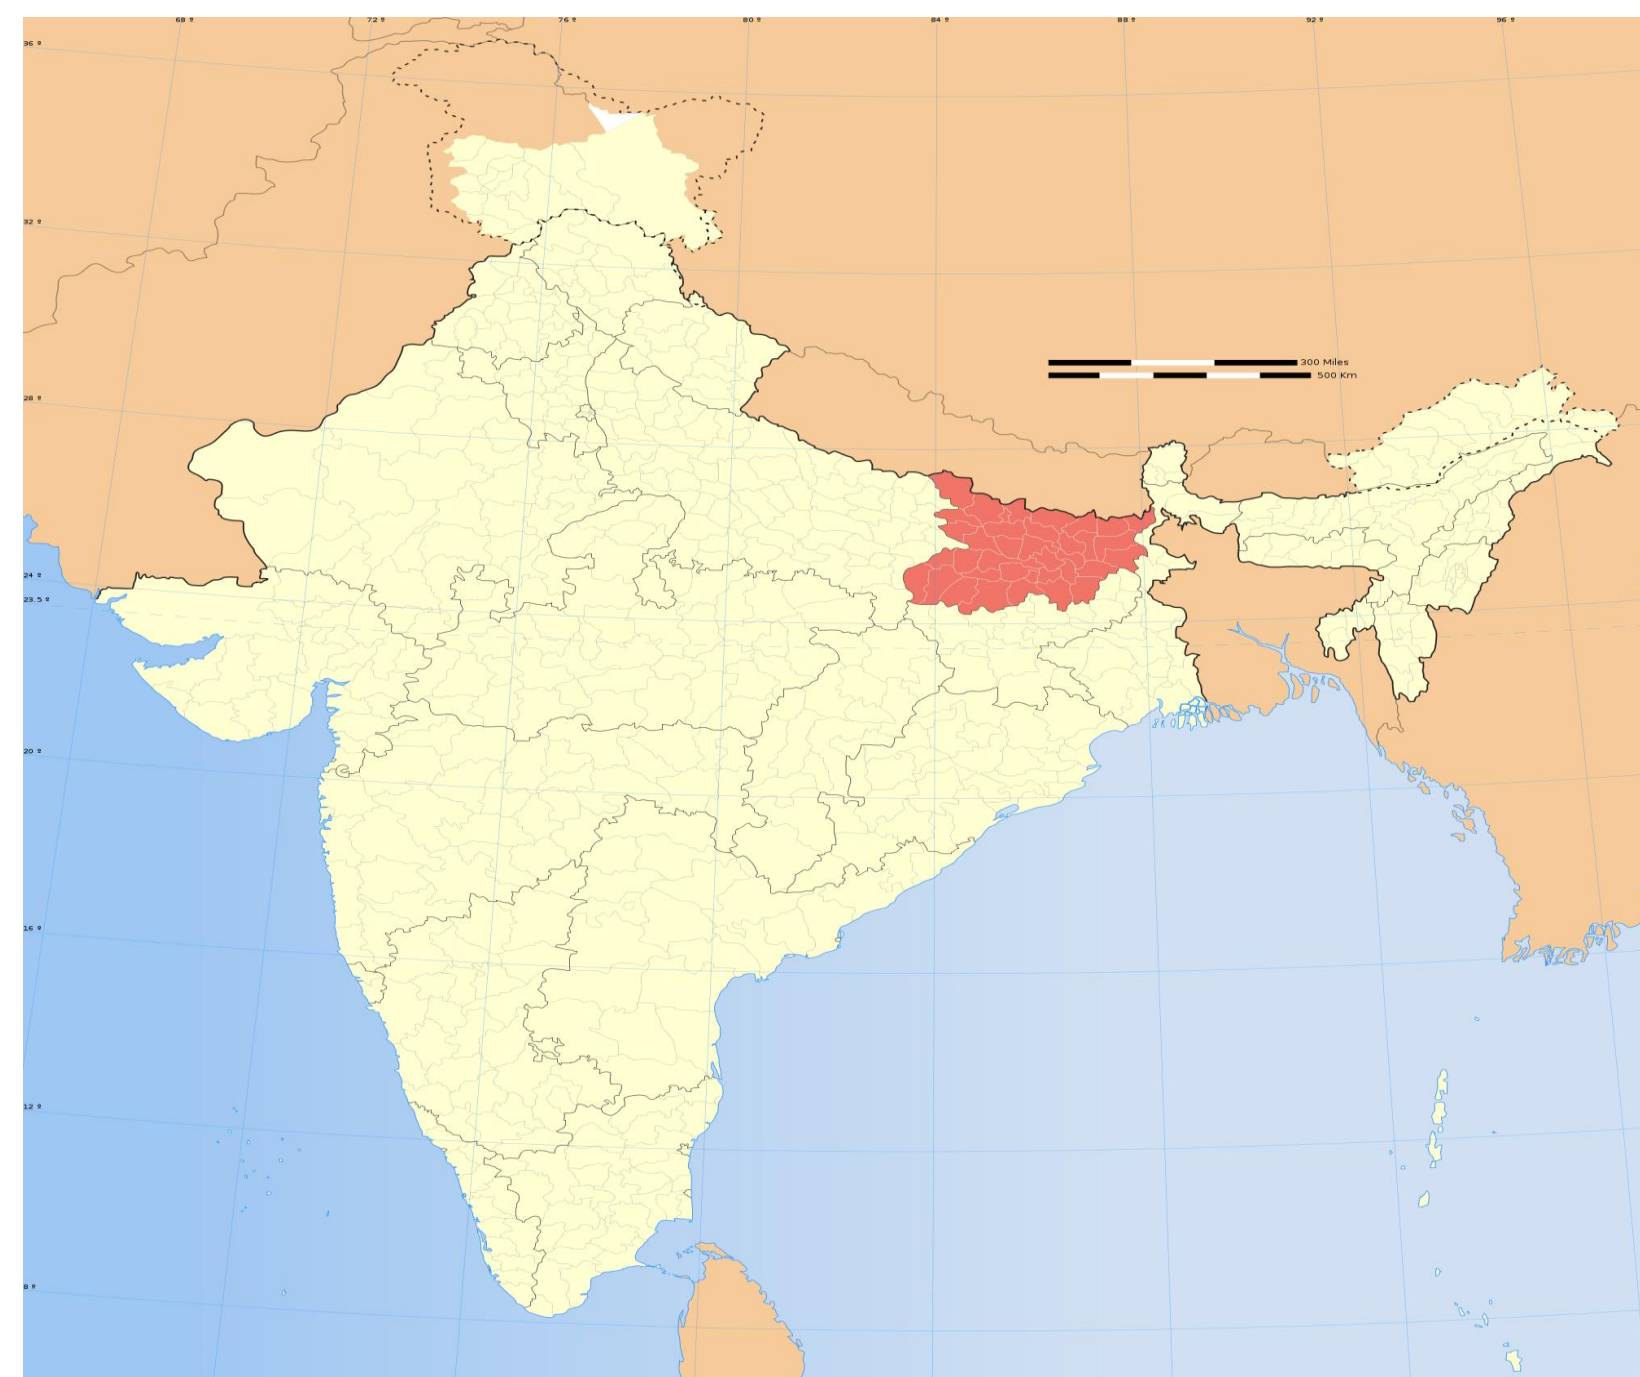 68 º 72 º 76 º 80 º 84 º 88 º 92 º 96 º
36 º
32 º
300 Miles
500 Km
28 º
24 º
23.5 º
20 º
16 º
12 º
8 º